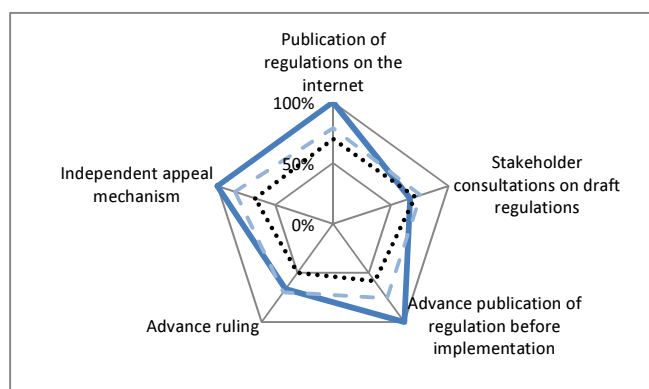 Publication of
regulations on the
internet
100%
50%
0%
Stakeholder
consultations on draft
regulations
Advance publication of
regulation before
implementation
Advance ruling
Independent appeal
mechanism